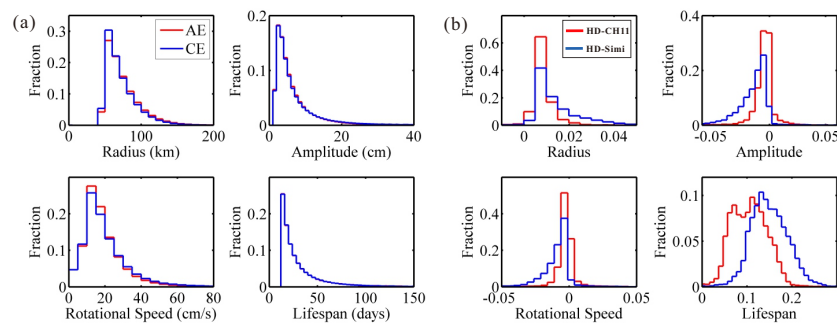 (a)
AE
CE
Fraction
0.3
0.2
0.1
0
0
100
200
Radius (km)
Fraction
0.2
0.1
0
0
20
40
Amplitude (cm)
Fraction
0.2
0.1
0
0
20
40
60
80
Rotational Speed (cm/s)
Fraction
0.2
0.1
0
0
50
100
150
Lifespan (days)
(b)
HD-CH11
HD-Simi
Fraction
0.6
0.4
0.2
0
0
0.02
0.04
Radius
Fraction
0.4
0.2
0
-0.05
0
0.05
Amplitude
Fraction
0.4
0.2
0
-0.05
0
0.05
Rotational Speed
Fraction
0.1
0.05
0
0
0.1
0.2
Lifespan